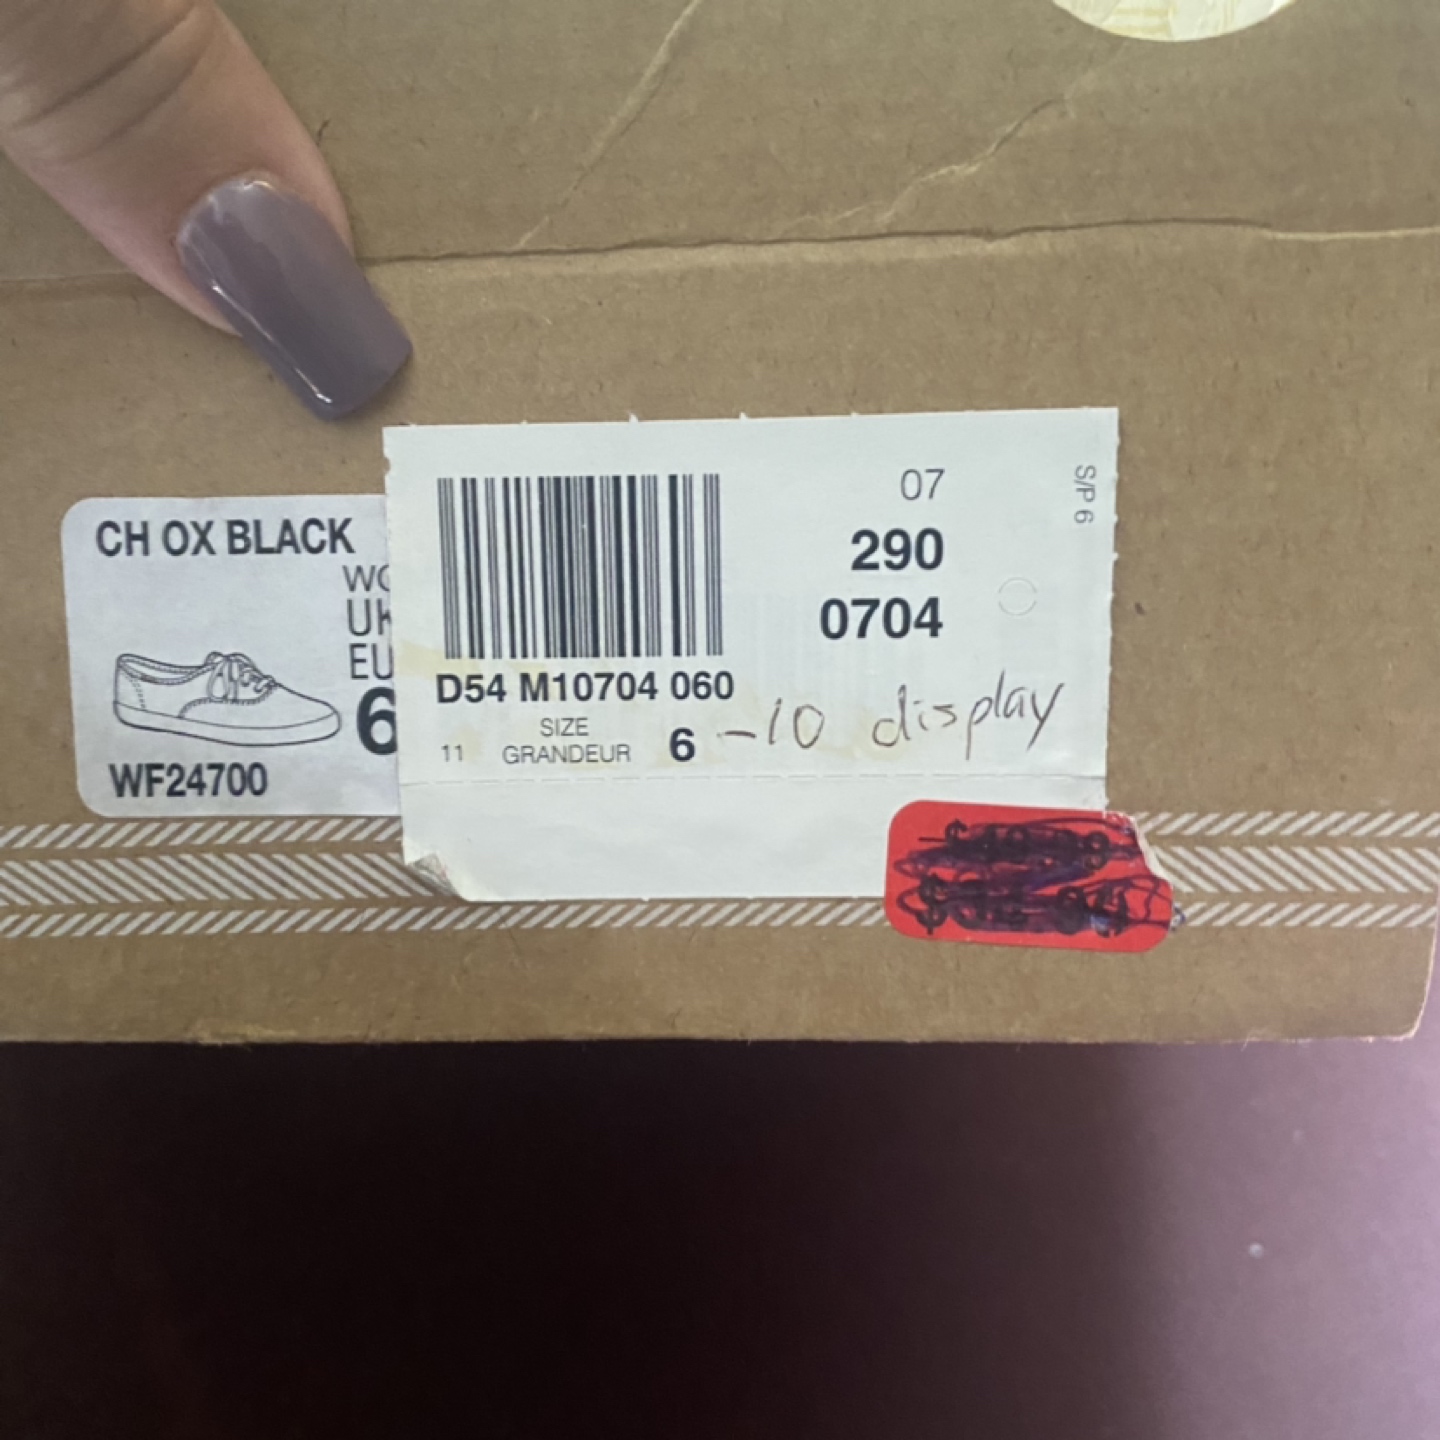 CH OX BLACK
UK
EU
6
WF24700
07
290
0704
S/P 6
D54 M10704 060
SIZE
11 GRANDEUR 6 -10 display